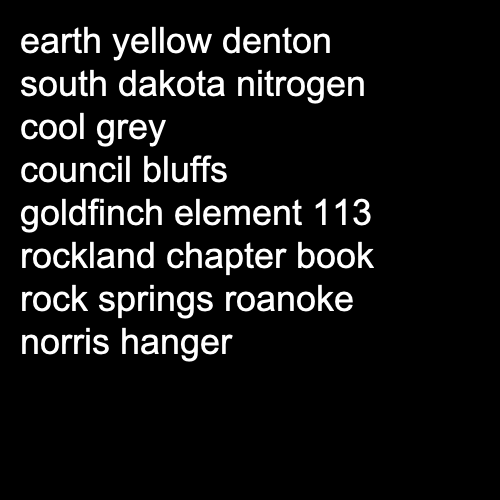 earth yellow denton
south dakota nitrogen
cool grey
council bluffs
goldfinch element 113
rockland chapter book
rock springs roanoke
norris hanger